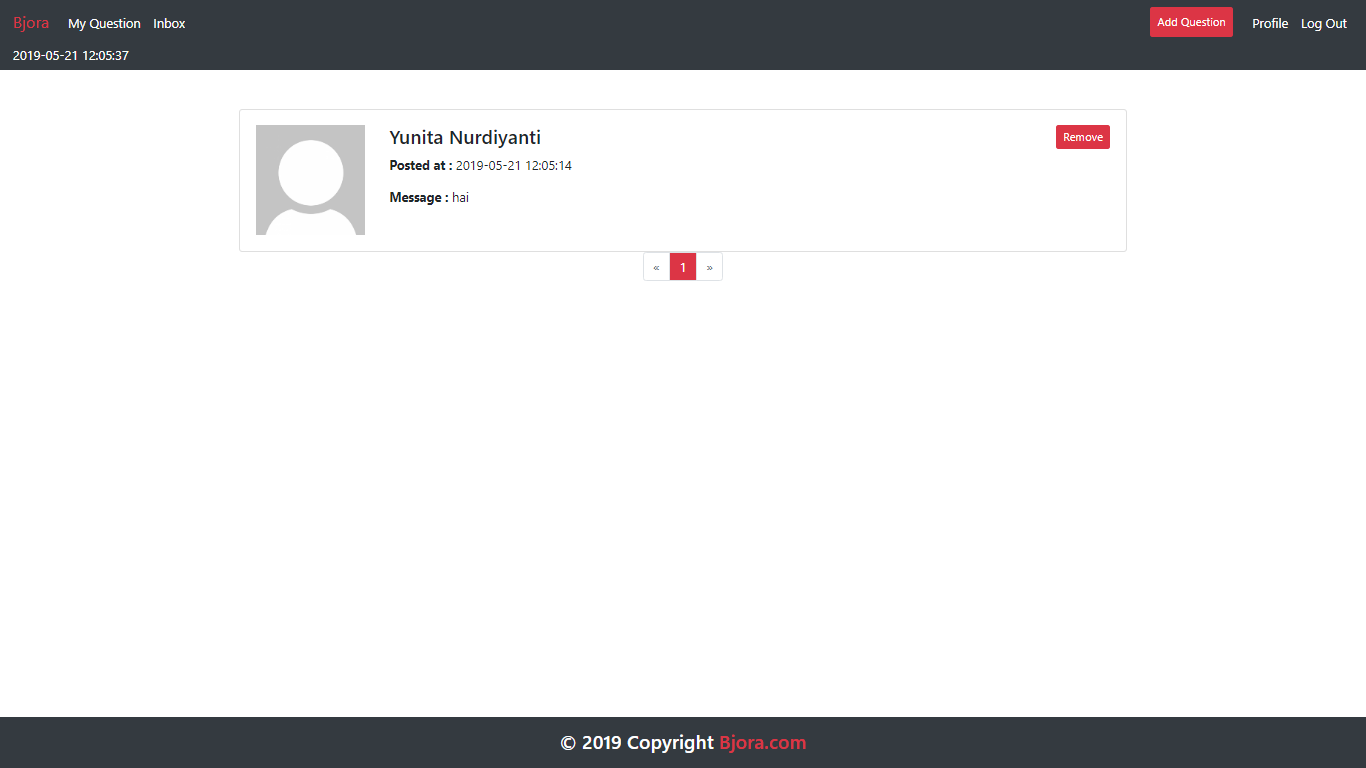 Bjora My Question Inbox Add Question Profile Log Out
2019-05-21 12:05:37
Yunita Nurdiyanti Remove
Posted at : 2019-05-21 12:05:14
Message : hai
« 1 »
© 2019 Copyright Bjora.com